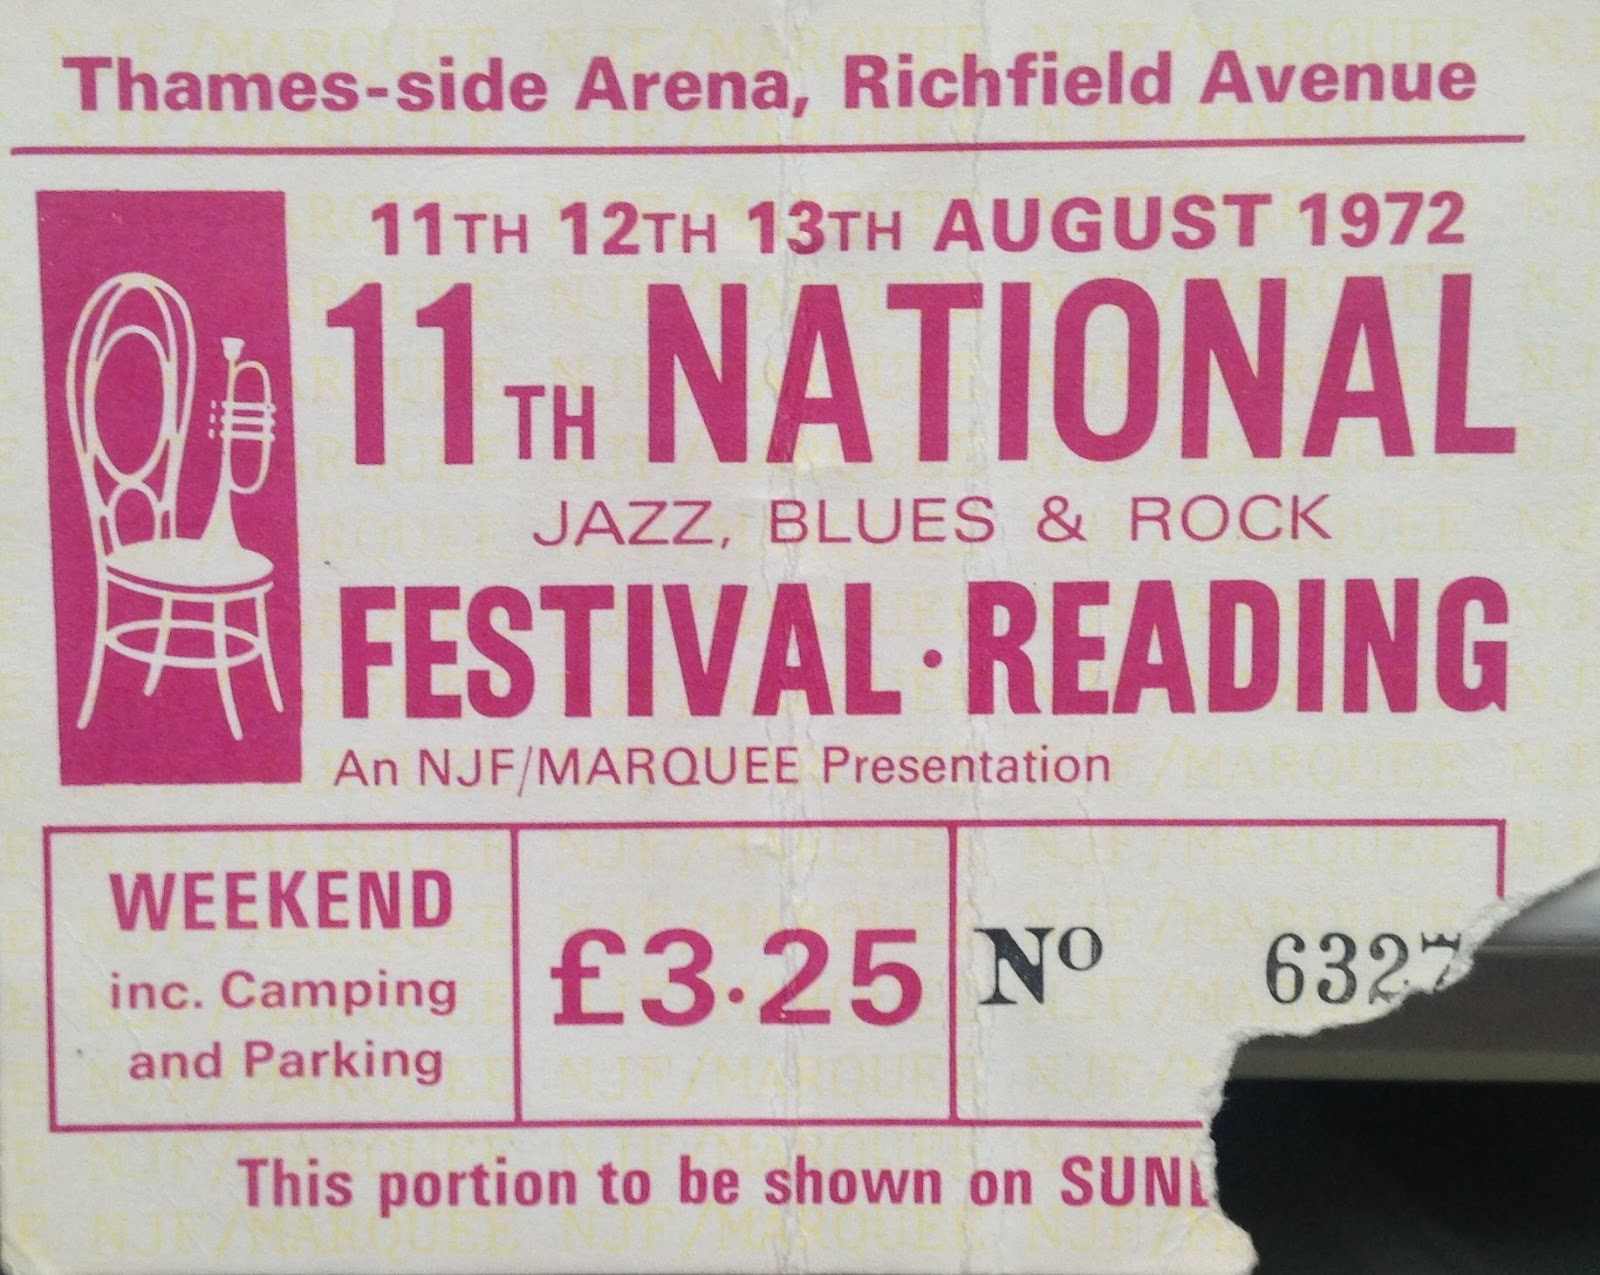 Thames-side Arena, Richfield Avenue
11TH 12TH 13TH AUGUST 1972
11TH NATIONAL
JAZZ, BLUES & ROCK
FESTIVAL · READING
An NJF/MARQUEE Presentation
WEEKEND
inc. Camping
and Parking
£3·25
Nº 6327
This portion to be shown on